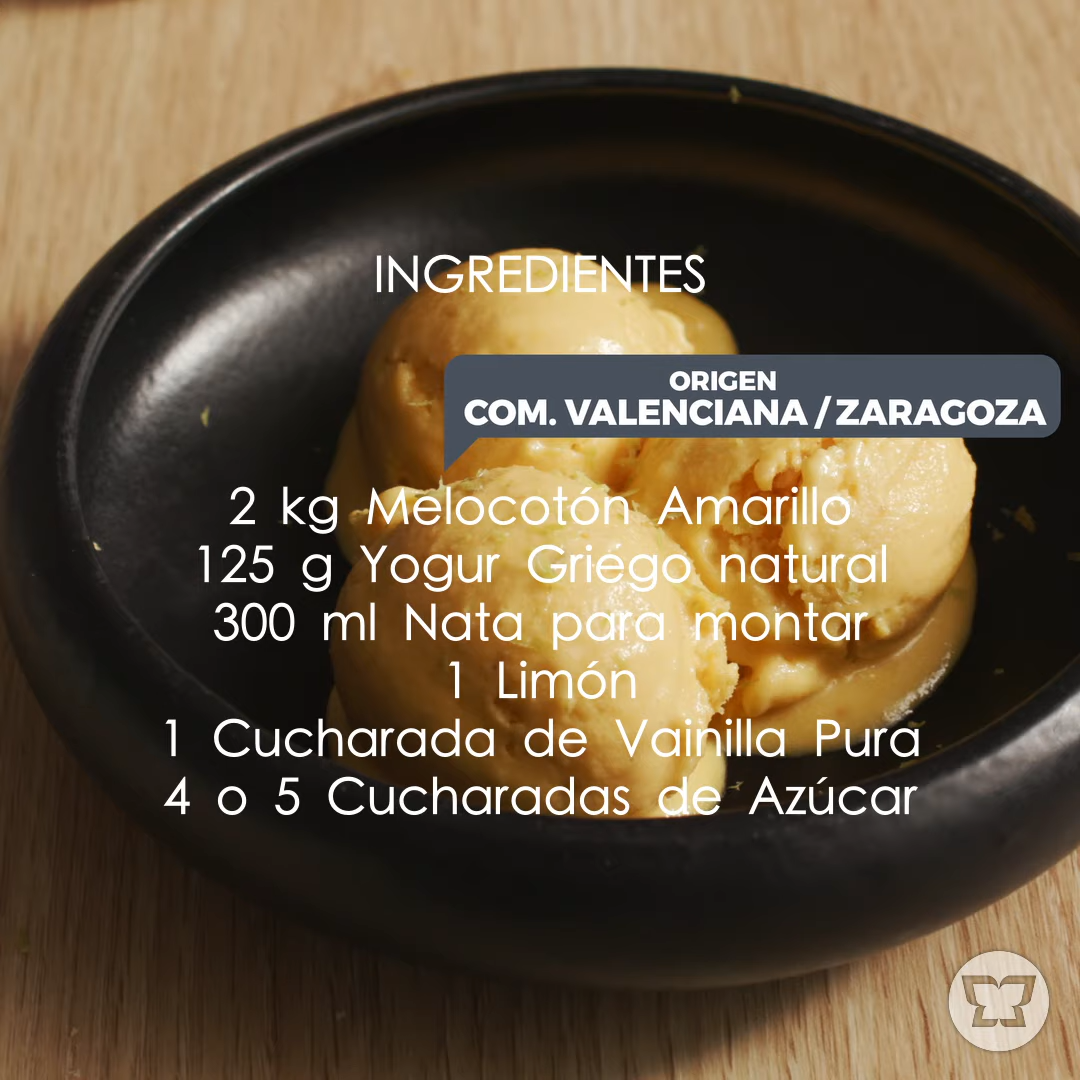 INGREDIENTES
ORIGEN
COM. VALENCIANA / ZARAGOZA
2 kg Melocotón Amarillo
125 g Yogur Griego natural
300 ml Nata para montar
1 Limón
1 Cucharada de Vainilla Pura
4 o 5 Cucharadas de Azúcar